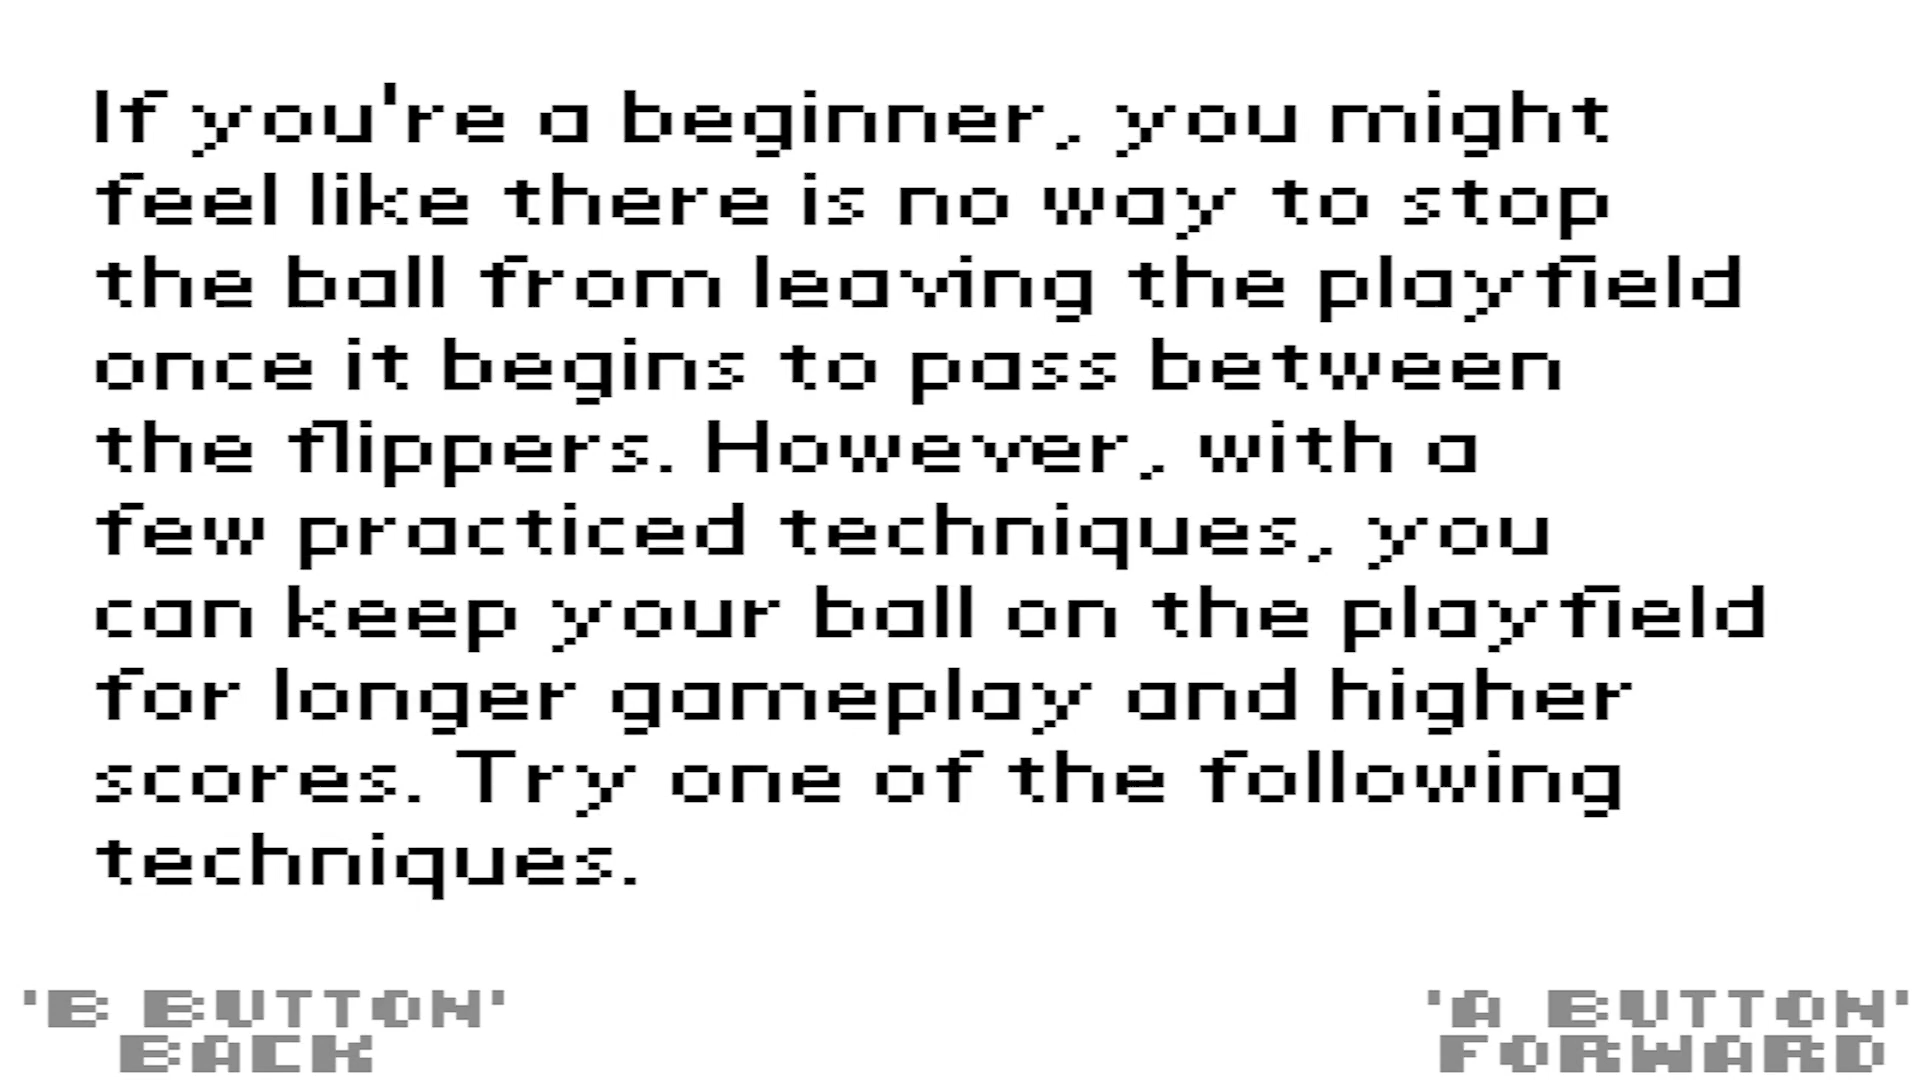 If you're a beginner, you might
feel like there is no way to stop
the ball from leaving the playfield
once it begins to pass between
the flippers. However, with a
few practiced techniques, you
can keep your ball on the playfield
for longer gameplay and higher
scores. Try one of the following
techniques.
'B BUTTON'
BACK
'A BUTTON'
FORWARD